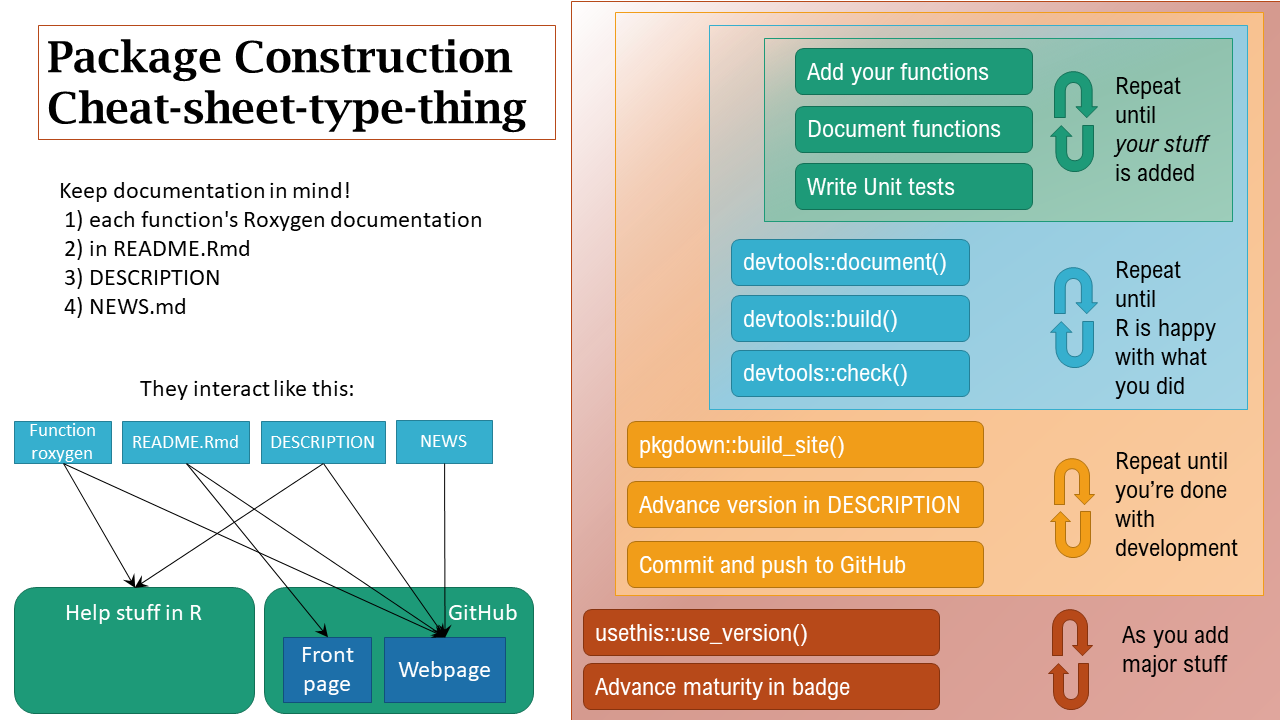 Package Construction
Cheat-sheet-type-thing
Keep documentation in mind!
1) each function's Roxygen documentation
2) in README.Rmd
3) DESCRIPTION
4) NEWS.md
They interact like this:
Function
roxygen
README.Rmd
DESCRIPTION
NEWS
Help stuff in R
GitHub
Front
page
Webpage
Add your functions
Document functions
Write Unit tests
Repeat
until
your stuff
is added
devtools::document()
devtools::build()
devtools::check()
Repeat
until
R is happy
with what
you did
pkgdown::build_site()
Advance version in DESCRIPTION
Commit and push to GitHub
Repeat until
you’re done
with
development
usethis::use_version()
Advance maturity in badge
As you add
major stuff